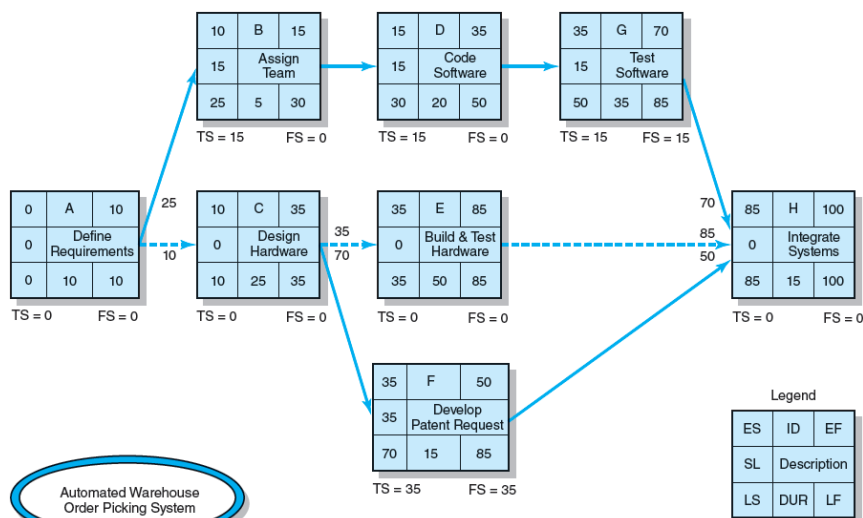 10 B 15
15 Assign Team
25 5 30
TS = 15 FS = 0
15 D 35
15 Code Software
30 20 50
TS = 15 FS = 0
35 G 70
15 Test Software
50 35 85
TS = 15 FS = 15
0 A 10
0 Define Requirements
0 10 10
TS = 0 FS = 0
25
10
10 C 35
0 Design Hardware
10 25 35
TS = 0 FS = 0
35
70
35 E 85
0 Build & Test Hardware
35 50 85
TS = 0 FS = 0
70
85
50
85 H 100
0 Integrate Systems
85 15 100
TS = 0 FS = 0
35 F 50
35 Develop Patent Request
70 15 85
TS = 35 FS = 35
Legend
ES ID EF
SL Description
LS DUR LF
Automated Warehouse
Order Picking System